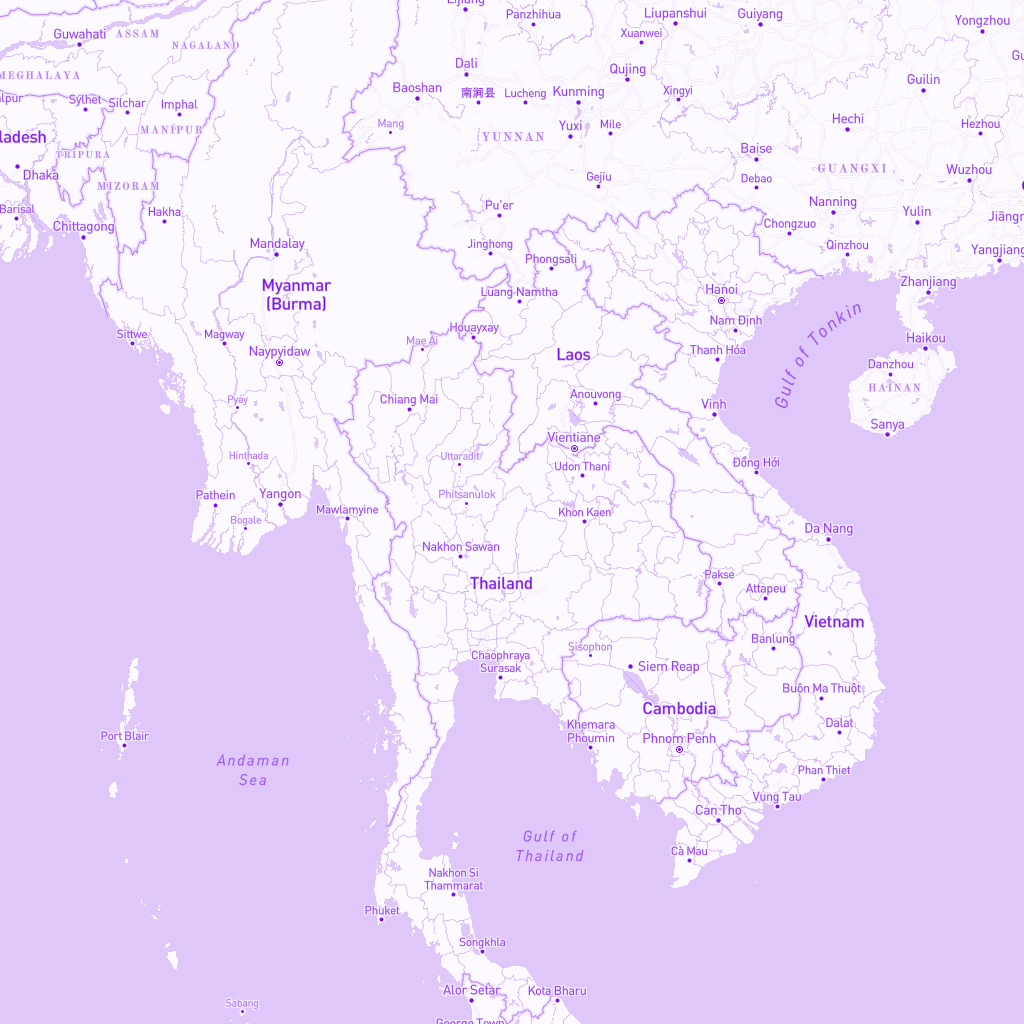 Lijiang
Panzhihua
Liupanshui
Guiyang
Yongzhou
Guwahati
ASSAM
NAGALAND
Xuanwei
Dali
Qujing
MEGHALAYA
Guilin
Baoshan
南涧县
Lucheng
Kunming
Xingyi
Sylhet
Silchar
Imphal
Hechi
Hezhou
MANIPUR
Mang
YUNNAN
Yuxi
Mile
ladesh
TRIPURA
Baise
Dhaka
MIZORAM
Gejiu
Debao
GUANGXI
Wuzhou
Barisal
Hakha
Pu'er
Nanning
Yulin
Chittagong
Chongzuo
Mandalay
Jinghong
Phongsali
Qinzhou
Yangjiang
Myanmar
(Burma)
Luang Namtha
Hanoi
Zhanjiang
Nam Định
Gulf of Tonkin
Sittwe
Magway
Naypyidaw
Mae Ai
Houayxay
Laos
Thanh Hóa
Haikou
Danzhou
HAINAN
Pyay
Chiang Mai
Anouvong
Vinh
Sanya
Vientiane
Hinthada
Uttaradit
Udon Thani
Đồng Hới
Pathein
Yangon
Phitsanulok
Bogale
Mawlamyine
Khon Kaen
Da Nang
Nakhon Sawan
Thailand
Pakse
Attapeu
Vietnam
Banlung
Sisophon
Chaophraya
Surasak
Siem Reap
Buôn Ma Thuột
Cambodia
Khemara
Phoumin
Phnom Penh
Dalat
Port Blair
Andaman
Sea
Phan Thiet
Vung Tau
Can Tho
Gulf of
Thailand
Cà Mau
Nakhon Si
Thammarat
Phuket
Songkhla
Sabang
Alor Setar
Kota Bharu
George Town